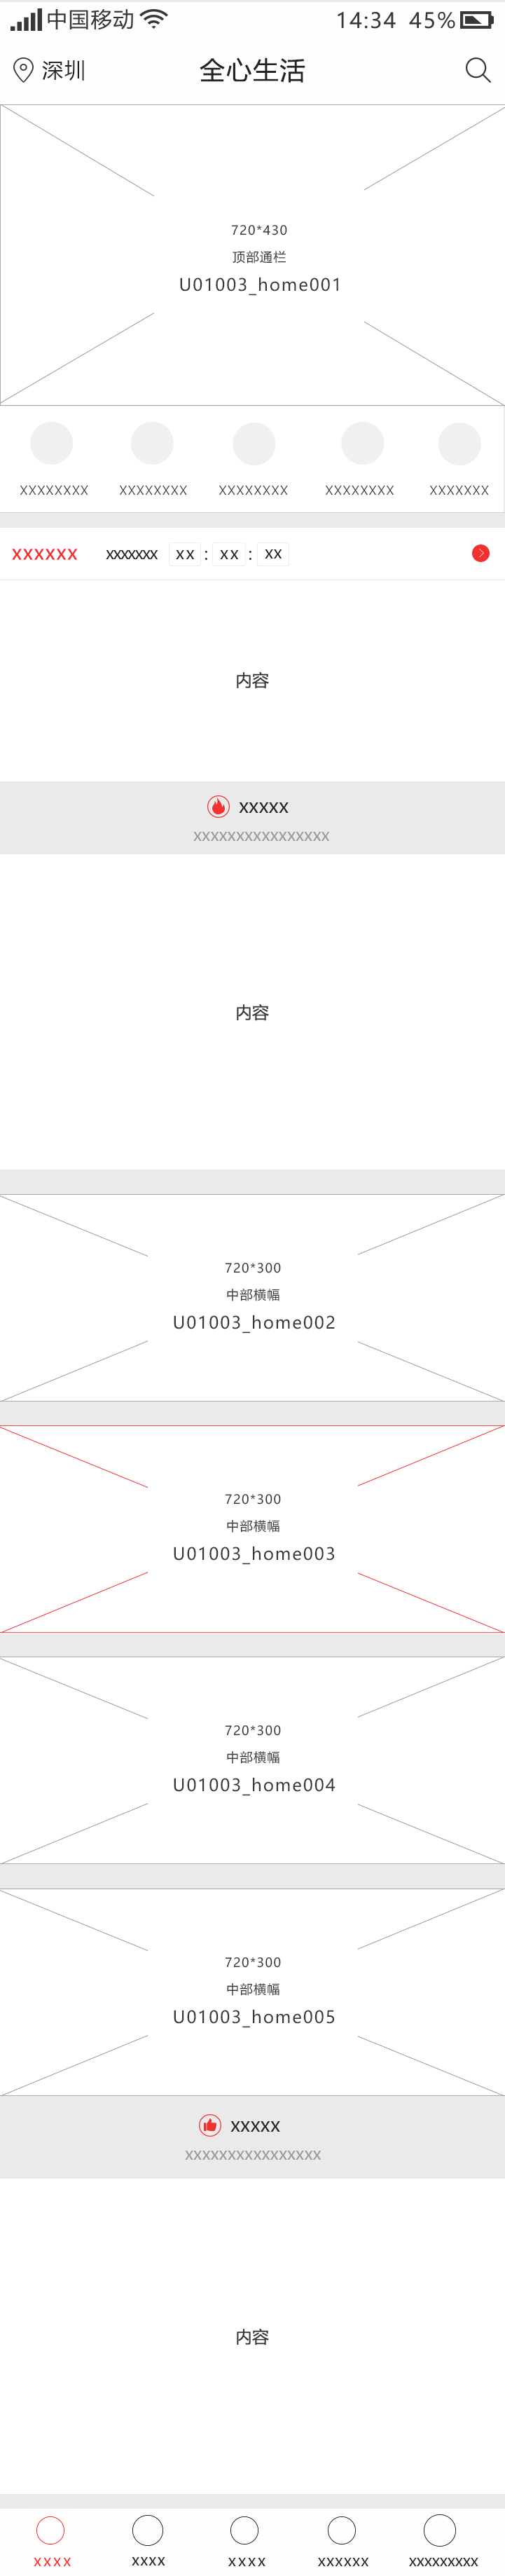 中国移动 14:34 45%
深圳 全心生活
720*430
顶部通栏
U01003_home001
XXXXXXXX XXXXXXXX XXXXXXXX XXXXXXXX XXXXXXX
XXXXXX XXXXXXX XX : XX : XX
内容
XXXXX
XXXXXXXXXXXXXXXX
内容
720*300
中部横幅
U01003_home002
720*300
中部横幅
U01003_home003
720*300
中部横幅
U01003_home004
720*300
中部横幅
U01003_home005
XXXXX
XXXXXXXXXXXXXXXX
内容
XXXX XXXX XXXX XXXXXX XXXXXXXXX